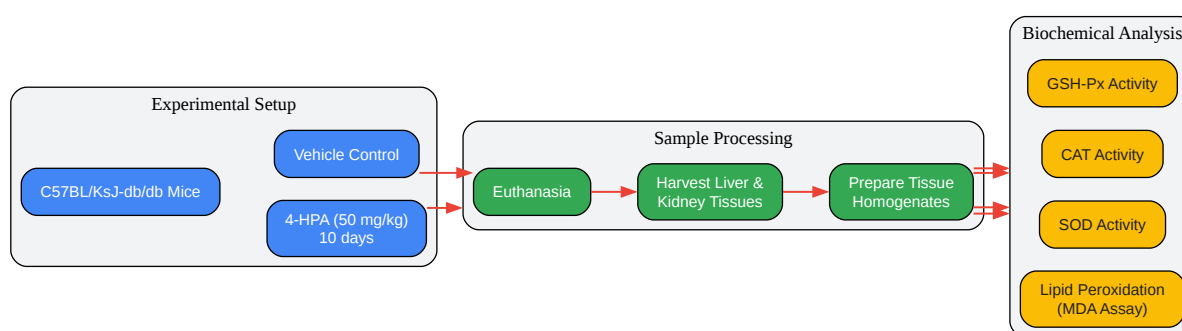 Experimental Setup
C57BL/KsJ-db/db Mice
Vehicle Control
4-HPA (50 mg/kg)
10 days
Sample Processing
Euthanasia
Harvest Liver &
Kidney Tissues
Prepare Tissue
Homogenates
Biochemical Analysis
GSH-Px Activity
CAT Activity
SOD Activity
Lipid Peroxidation
(MDA Assay)